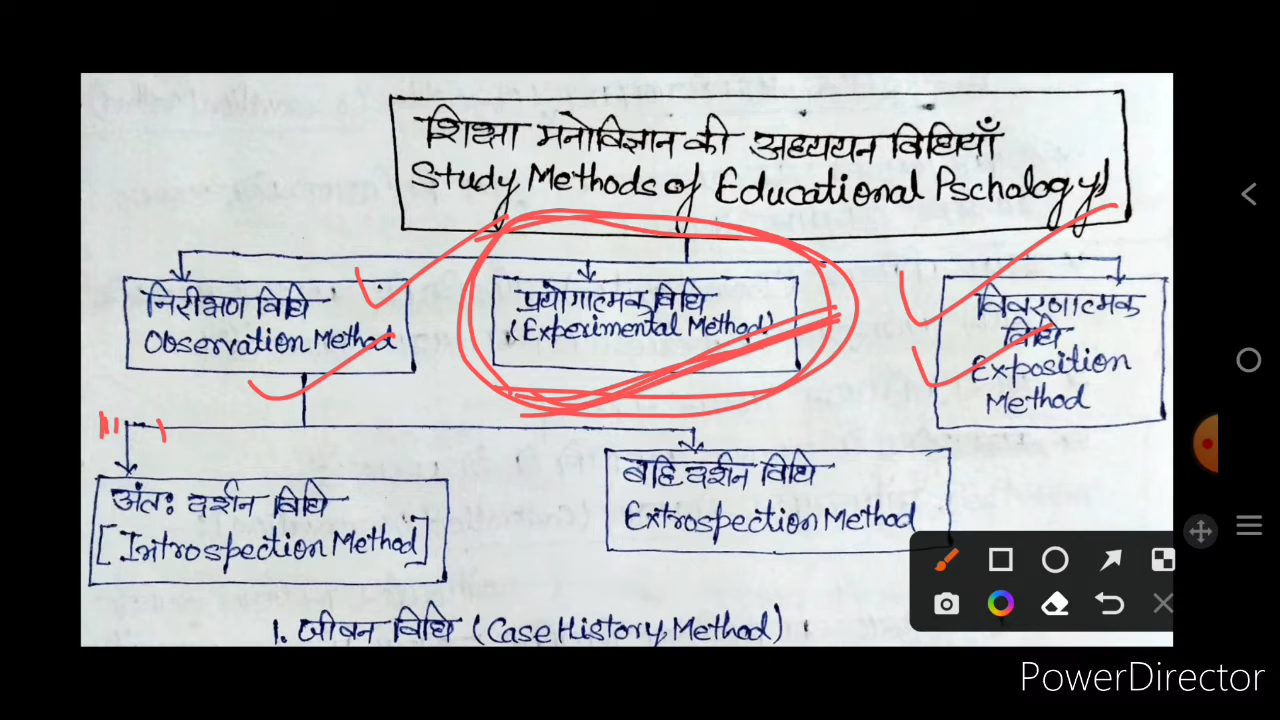 शिक्षा मनोविज्ञान की अध्ययन विधियाँ
Study Methods of Educational Pschology
निरीक्षण विधि
Observation Method
प्रयोगात्मक विधि
(Experimental Method)
विवरणात्मक
विधि
Exposition
Method
अंतः दर्शन विधि
[Introspection Method]
बहि दर्शन विधि
Extrospection Method
1. जीवन विधि (Case History Method)
PowerDirector